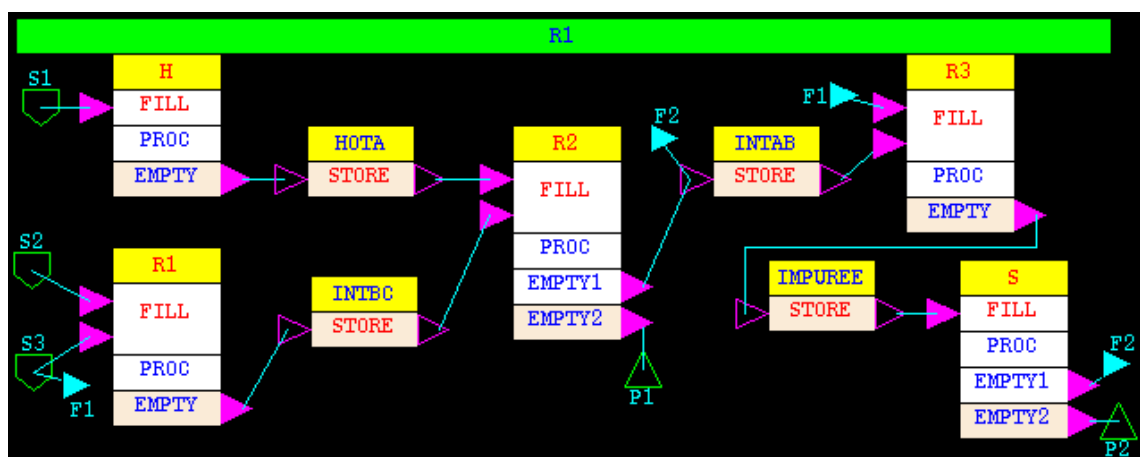 R1
S1
H
FILL
PROC
EMPTY
HOTA
STORE
R2
FILL
PROC
EMPTY1
EMPTY2
F2
INTAB
STORE
F1
R3
FILL
PROC
EMPTY
S2
R1
FILL
PROC
EMPTY
S3
F1
INTBC
STORE
P1
IMPUREE
STORE
S
FILL
PROC
EMPTY1
EMPTY2
F2
P2